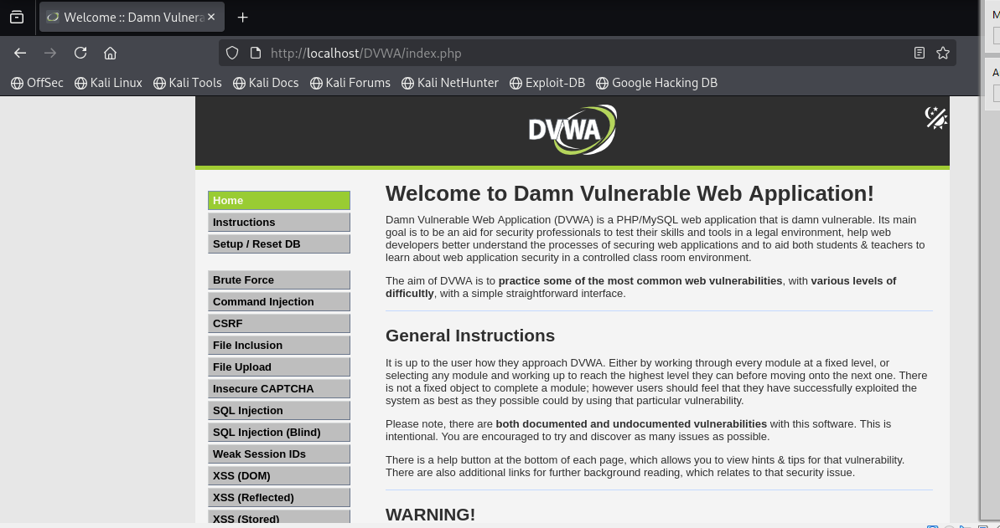 Welcome :: Damn Vulnera
http://localhost/DVWA/index.php
OffSec Kali Linux Kali Tools Kali Docs Kali Forums Kali NetHunter Exploit-DB Google Hacking DB
M
A
DVWA
Home
Instructions
Setup / Reset DB
Brute Force
Command Injection
CSRF
File Inclusion
File Upload
Insecure CAPTCHA
SQL Injection
SQL Injection (Blind)
Weak Session IDs
XSS (DOM)
XSS (Reflected)
XSS (Stored)
Welcome to Damn Vulnerable Web Application!
Damn Vulnerable Web Application (DVWA) is a PHP/MySQL web application that is damn vulnerable. Its main
goal is to be an aid for security professionals to test their skills and tools in a legal environment, help web
developers better understand the processes of securing web applications and to aid both students & teachers to
learn about web application security in a controlled class room environment.
The aim of DVWA is to practice some of the most common web vulnerabilities, with various levels of
difficultly, with a simple straightforward interface.
General Instructions
It is up to the user how they approach DVWA. Either by working through every module at a fixed level, or
selecting any module and working up to reach the highest level they can before moving onto the next one. There
is not a fixed object to complete a module; however users should feel that they have successfully exploited the
system as best as they possible could by using that particular vulnerability.
Please note, there are both documented and undocumented vulnerabilities with this software. This is
intentional. You are encouraged to try and discover as many issues as possible.
There is a help button at the bottom of each page, which allows you to view hints & tips for that vulnerability.
There are also additional links for further background reading, which relates to that security issue.
WARNING!